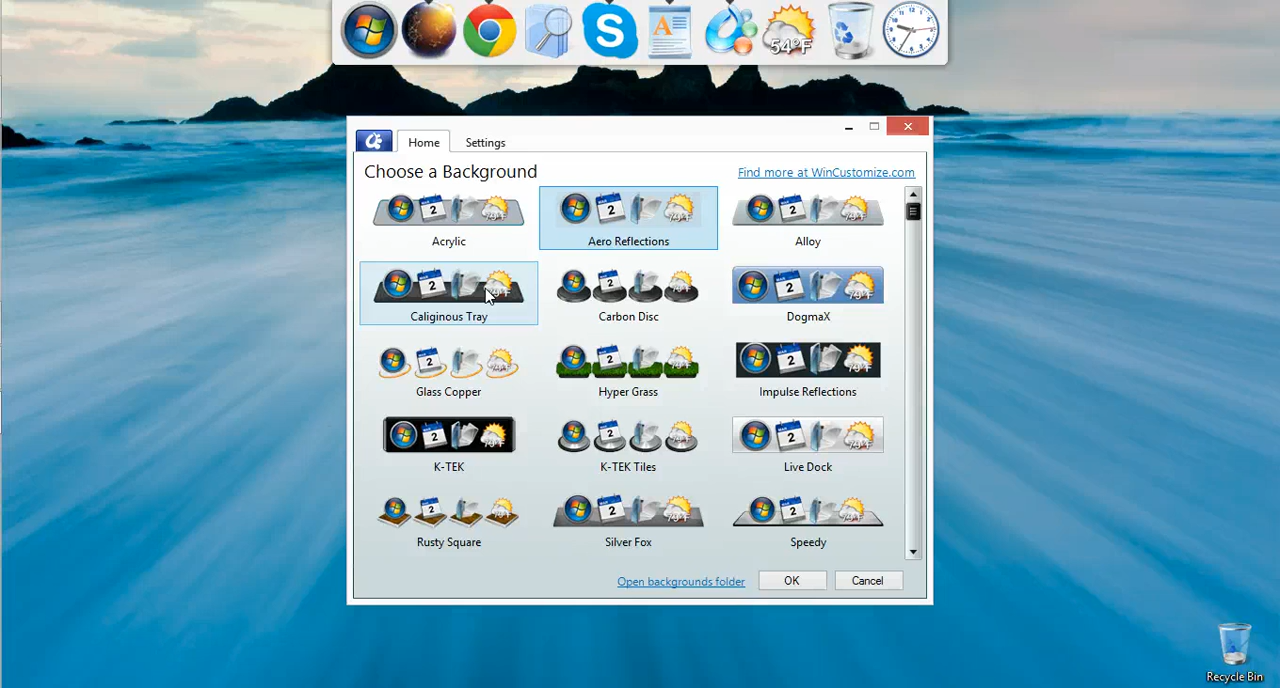 54°F
Home
Settings
Choose a Background
Find more at WinCustomize.com
Acrylic
Aero Reflections
Alloy
Caliginous Tray
Carbon Disc
DogmaX
Glass Copper
Hyper Grass
Impulse Reflections
K-TEK
K-TEK Tiles
Live Dock
Rusty Square
Silver Fox
Speedy
Open backgrounds folder
OK
Cancel
Recycle Bin